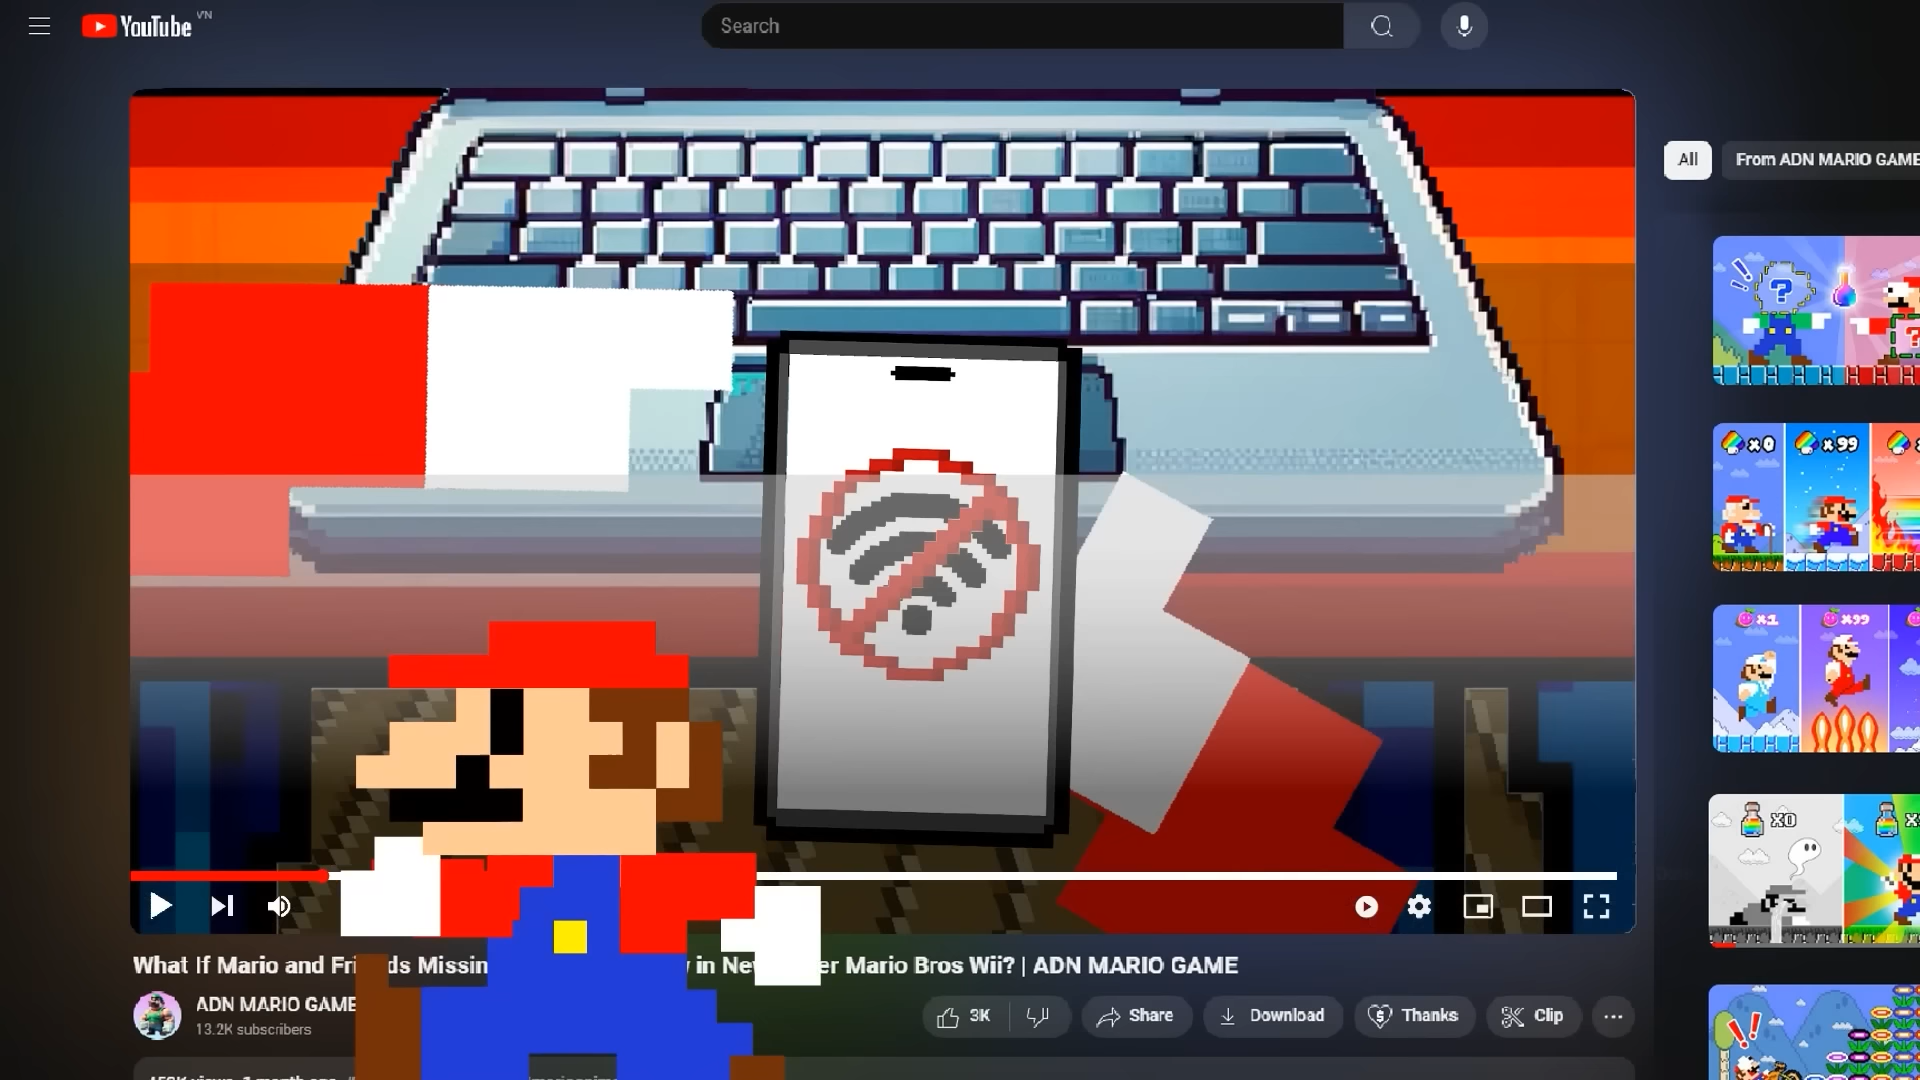 YouTube VN
Search
All
From ADN MARIO GAME
x0
x99
x1
x99
X0
What If Mario and Fri ds Missin in Ne er Mario Bros Wii? | ADN MARIO GAME
ADN MARIO GAME
13.2K subscribers
3K
Share
Download
Thanks
Clip